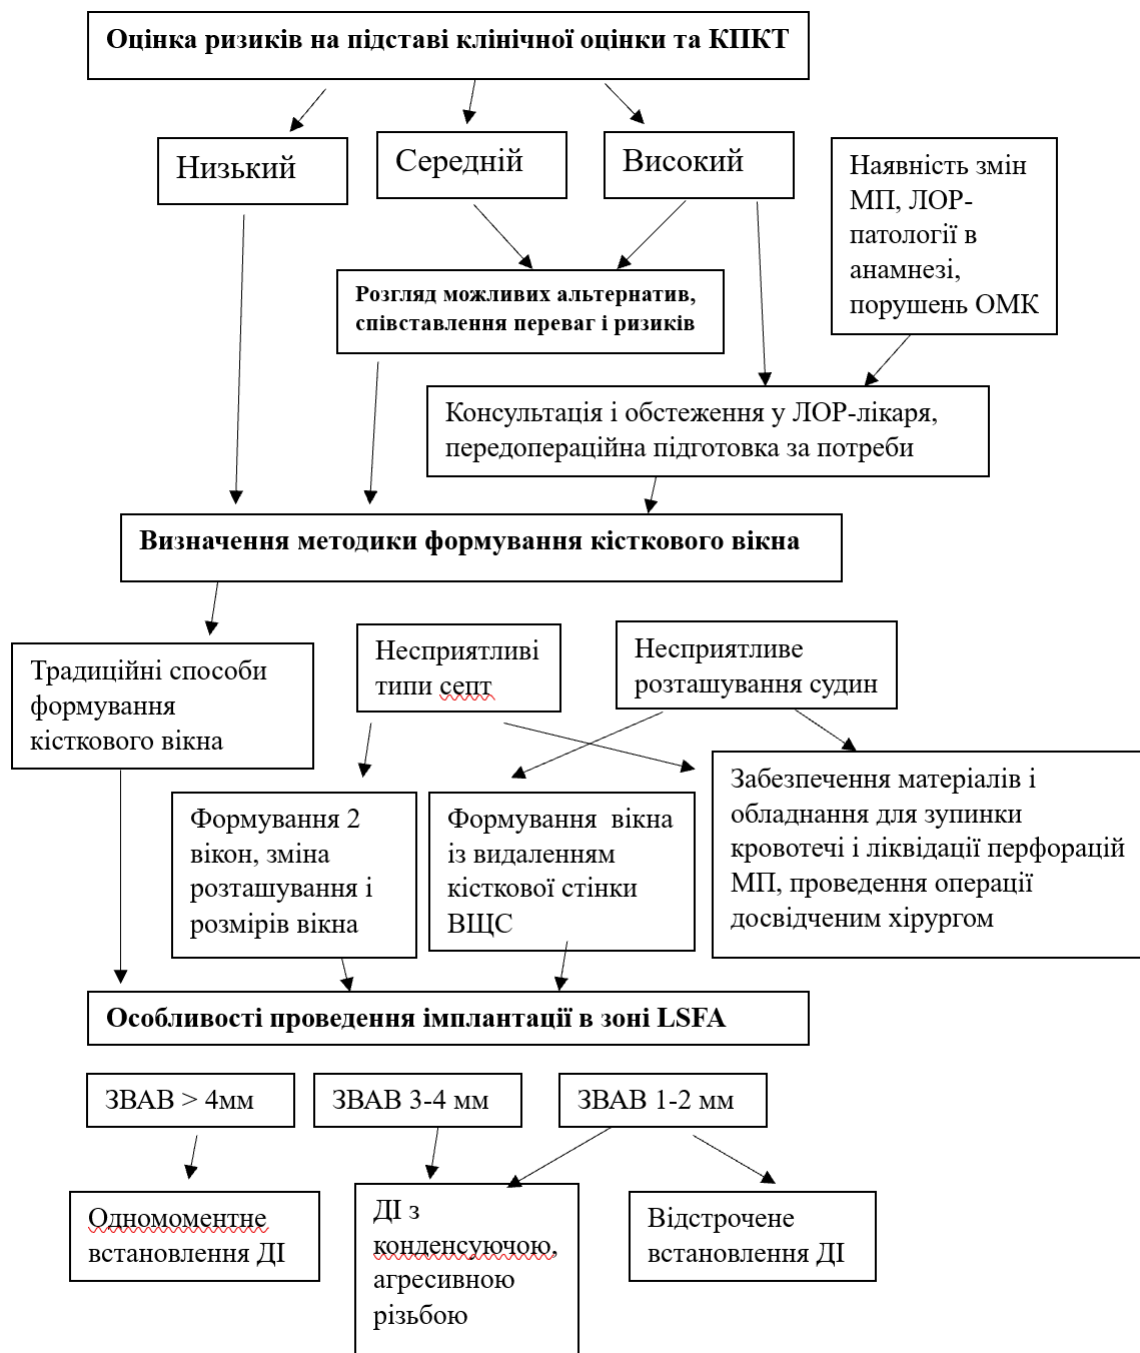 Оцінка ризиків на підставі клінічної оцінки та КПКТ
Низький
Середній
Високий
Наявність змін
МП, ЛОР-
патології в
анамнезі,
порушень ОМК
Розгляд можливих альтернатив,
співставлення переваг і ризиків
Консультація і обстеження у ЛОР-лікаря,
передопераційна підготовка за потреби
Визначення методики формування кісткового вікна
Традиційні способи
формування
кісткового вікна
Несприятливі
типи септ
Несприятливе
розташування судин
Формування 2
вікон, зміна
розташування і
розмірів вікна
Формування вікна
із видаленням
кісткової стінки
ВЩС
Забезпечення матеріалів і
обладнання для зупинки
кровотечі і ліквідації перфорацій
МП, проведення операції
досвідченим хірургом
Особливості проведення імплантації в зоні LSFA
ЗВАВ > 4мм
ЗВАВ 3-4 мм
ЗВАВ 1-2 мм
Одномоментне
встановлення ДІ
ДІ з
конденсуючою,
агресивною
різьбою
Відстрочене
встановлення ДІ